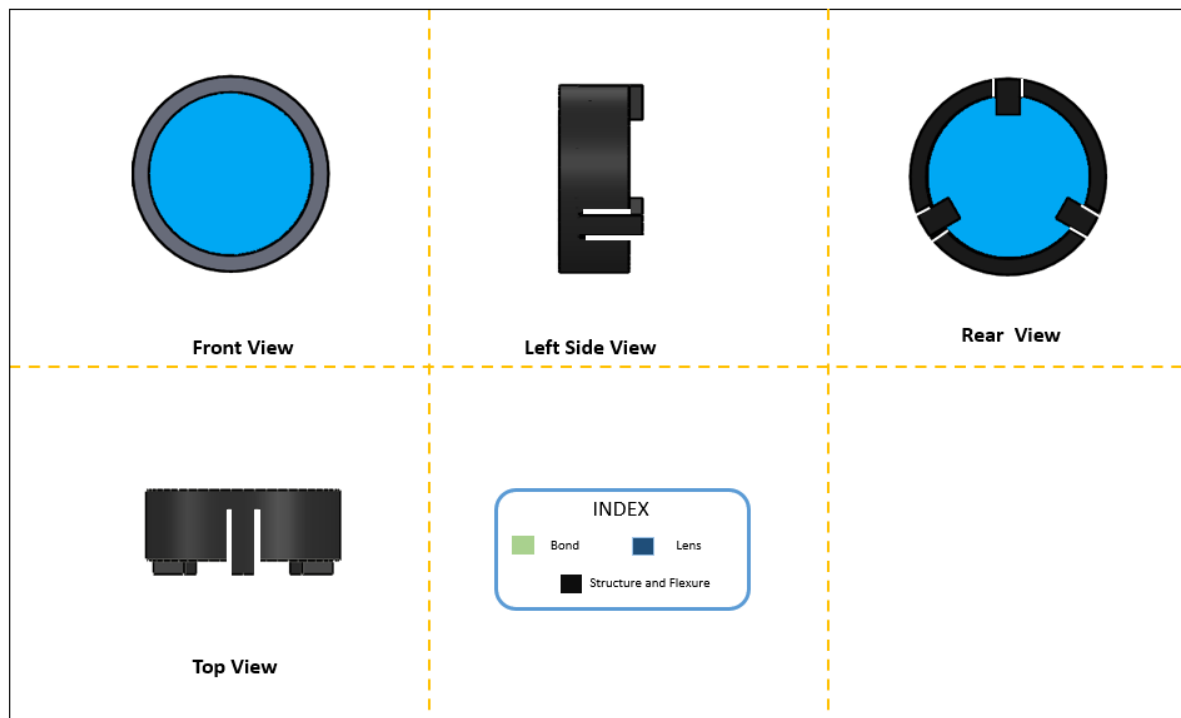 Front View
Left Side View
Rear View
Top View
INDEX
Bond
Lens
Structure and Flexure